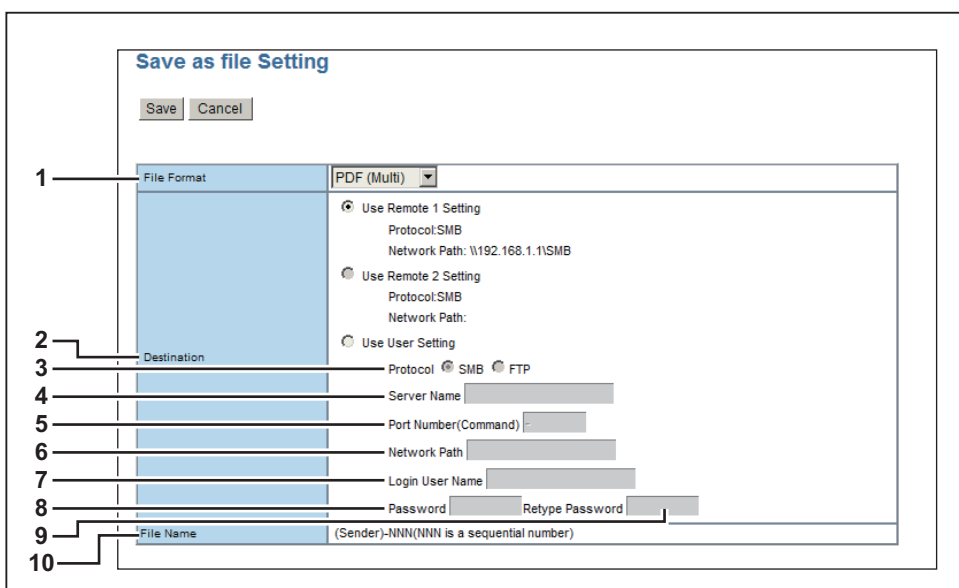 Save as file Setting
Save Cancel
1 File Format PDF (Multi)
Use Remote 1 Setting
Protocol:SMB
Network Path: \\192.168.1.1\SMB
Use Remote 2 Setting
Protocol:SMB
Network Path:
Use User Setting
2 Destination
3 Protocol SMB FTP
4 Server Name
5 Port Number(Command) -
6 Network Path
7 Login User Name
8 Password Retype Password
9
10 File Name (Sender)-NNN(NNN is a sequential number)